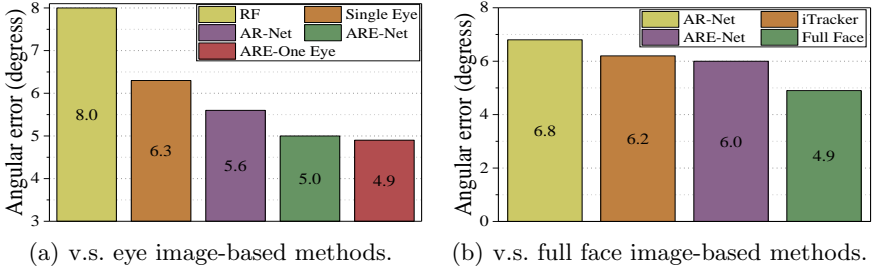 8
7
6
5
4
3
Angular error (degress)
RF
Single Eye
AR-Net
ARE-Net
ARE-One Eye
8.0
6.3
5.6
5.0
4.9
(a) v.s. eye image-based methods.
8
6
4
2
0
Angular error (degress)
AR-Net
iTracker
ARE-Net
Full Face
6.8
6.2
6.0
4.9
(b) v.s. full face image-based methods.